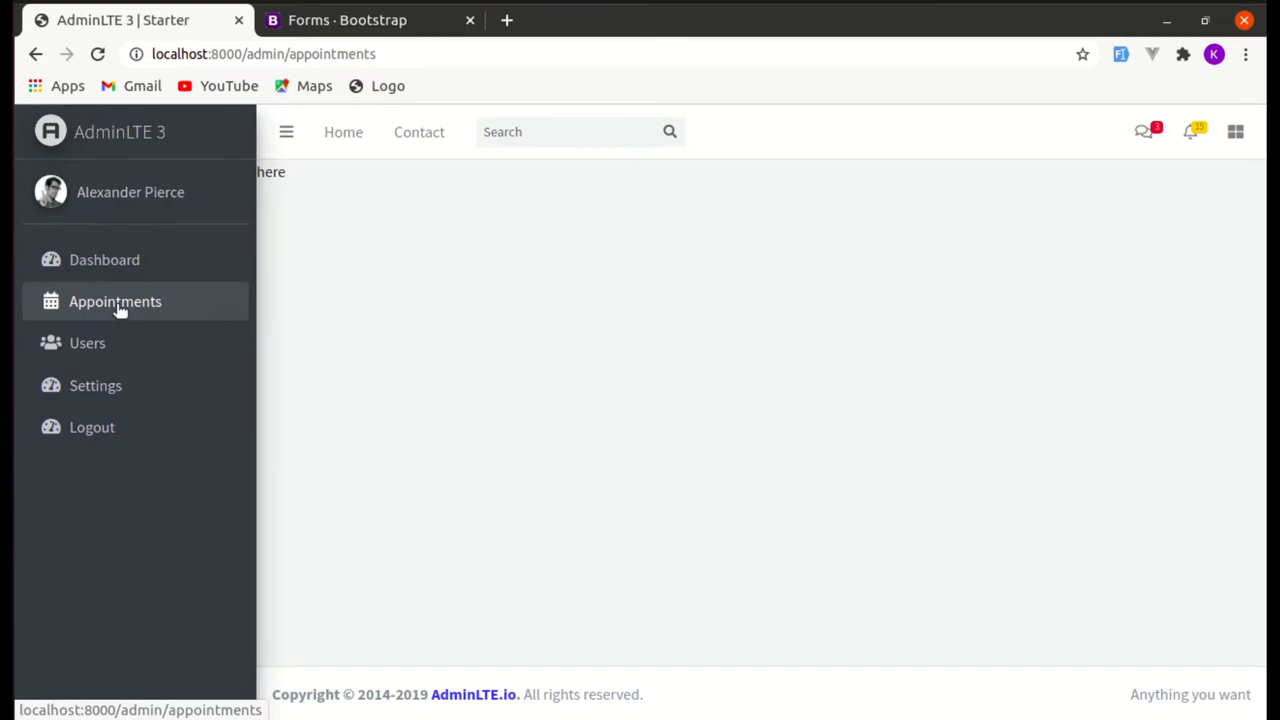 AdminLTE 3 | Starter
Forms · Bootstrap
localhost:8000/admin/appointments
K
Apps
Gmail
YouTube
Maps
Logo
AdminLTE 3
Home
Contact
Search
3
15
here
Alexander Pierce
Dashboard
Appointments
Users
Settings
Logout
Copyright © 2014-2019 AdminLTE.io. All rights reserved.
Anything you want
localhost:8000/admin/appointments